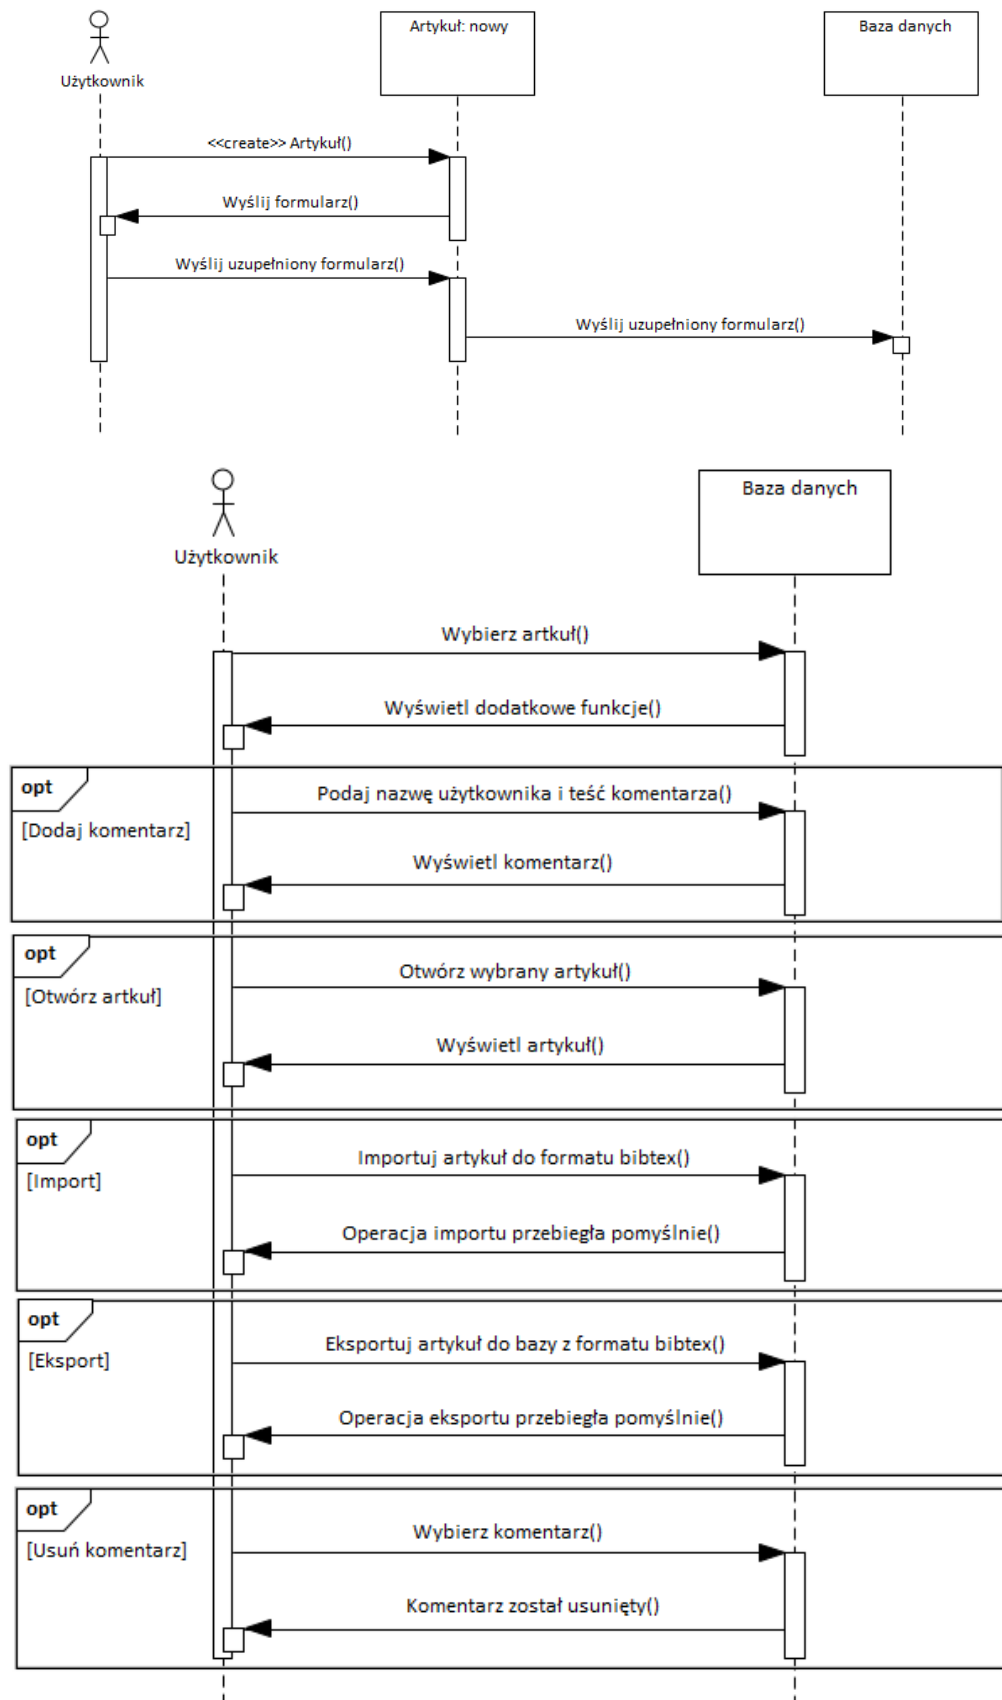 Użytkownik
Artykuł: nowy
Baza danych
<<create>> Artykuł()
Wyślij formularz()
Wyślij uzupełniony formularz()
Wyślij uzupełniony formularz()
Użytkownik
Baza danych
Wybierz artkuł()
Wyświetl dodatkowe funkcje()
opt
[Dodaj komentarz]
Podaj nazwę użytkownika i teść komentarza()
Wyświetl komentarz()
opt
[Otwórz artkuł]
Otwórz wybrany artykuł()
Wyświetl artykuł()
opt
[Import]
Importuj artykuł do formatu bibtex()
Operacja importu przebiegła pomyślnie()
opt
[Eksport]
Eksportuj artykuł do bazy z formatu bibtex()
Operacja eksportu przebiegła pomyślnie()
opt
[Usuń komentarz]
Wybierz komentarz()
Komentarz został usunięty()